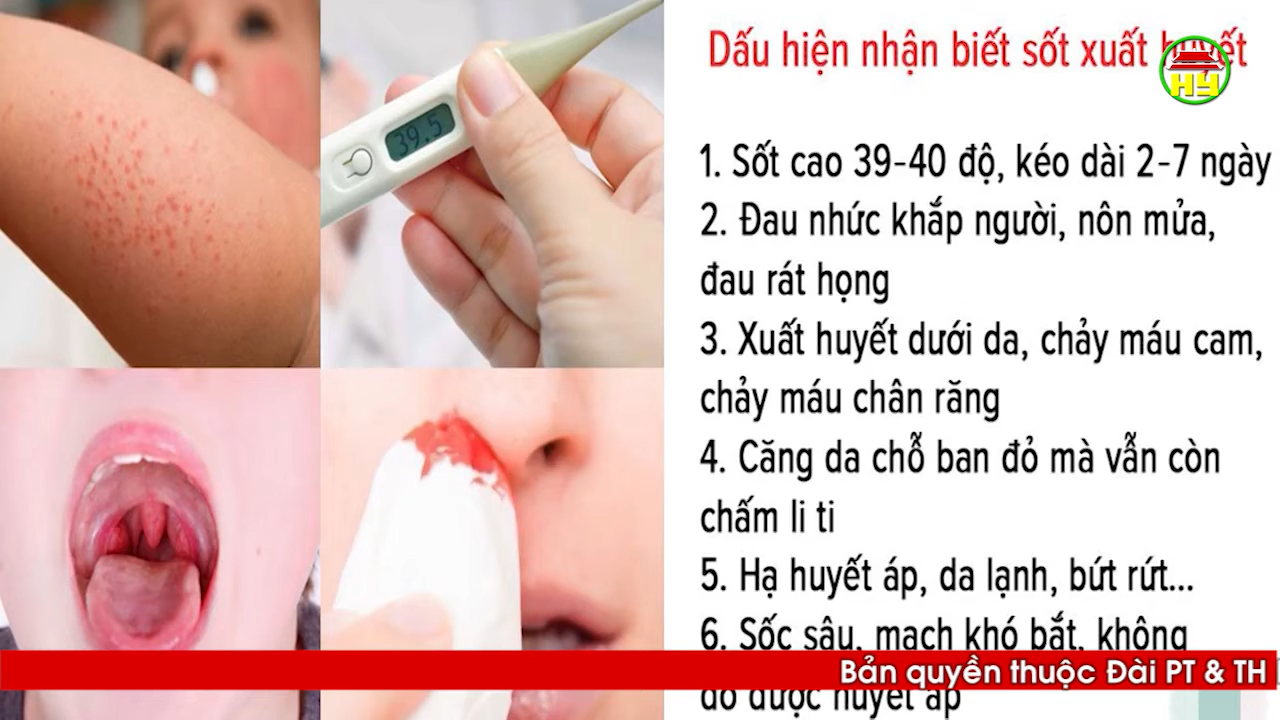 Dấu hiện nhận biết sốt xuất
HY
39.5
1. Sốt cao 39-40 độ, kéo dài 2-7 ngày
2. Đau nhức khắp người, nôn mửa,
đau rát họng
3. Xuất huyết dưới da, chảy máu cam,
chảy máu chân răng
4. Căng da chỗ ban đỏ mà vẫn còn
chấm li ti
5. Hạ huyết áp, da lạnh, bứt rứt...
6. Sốc sâu, mạch khó bắt, không
Bản quyền thuộc Đài PT & TH
đo được huyết áp